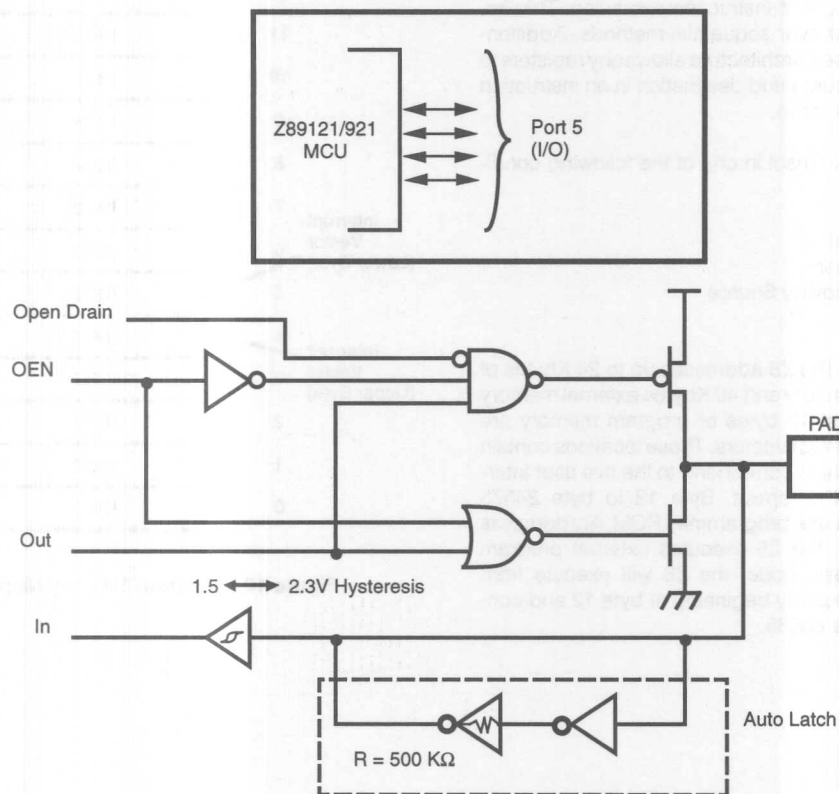 Z89121/921
MCU
Port 5
(I/O)
Open Drain
OEN
PAD
Out
1.5
2.3V Hysteresis
In
Auto Latch
R = 500 KΩ